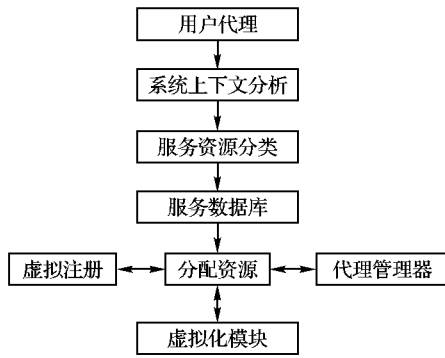 用户代理
系统上下文分析
服务资源分类
服务数据库
虚拟注册
分配资源
代理管理器
虚拟化模块